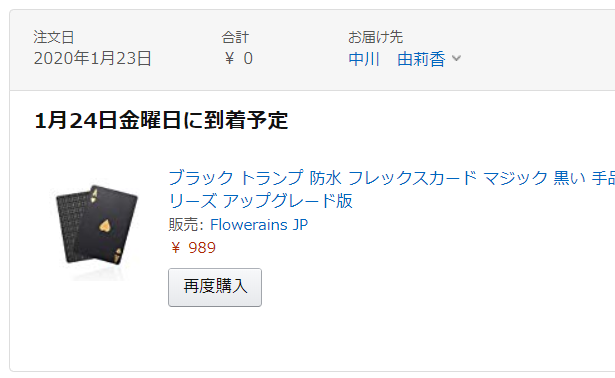 注文日
2020年1月23日
合計
￥ 0
お届け先
中川　由莉香
1月24日金曜日に到着予定
ブラック トランプ 防水 フレックスカード マジック 黒い 手品
リーズ アップグレード版
販売: Flowerains JP
￥ 989
再度購入